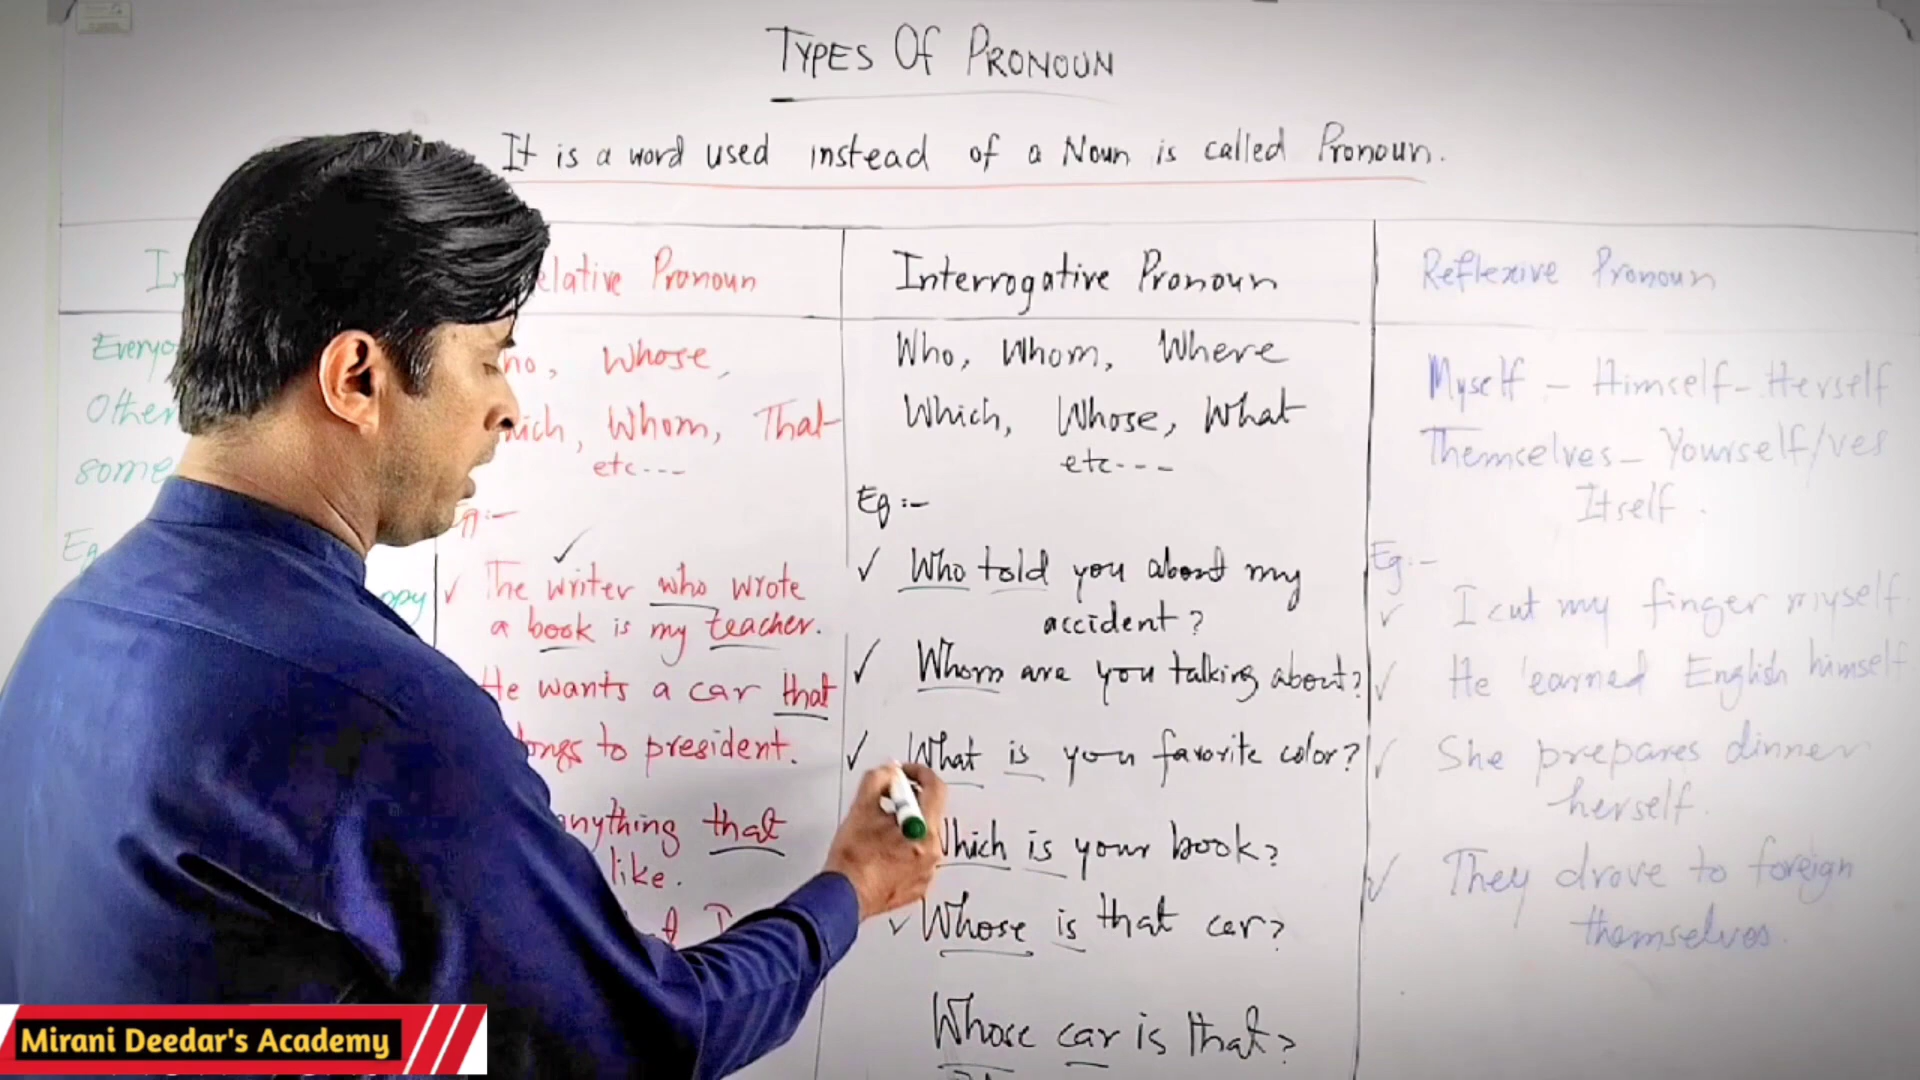 TYPES Of PRONOUN
It is a word used instead of a Noun is called Pronoun.
Pronoun
Whose,
Whom, That
etc---
The writer who wrote
a book is my teacher.
He wants a car that
to president.
anything that
like.
Interrogative Pronoun
Who, Whom, Where
Which, Whose, What
etc---
Eg:-
✓ Who told you about my
accident?
✓ Whom are you talking about?
✓ What is you favorite color?
Which is your book?
✓ Whose is that car?
Whose car is that?
Reflexive Pronoun
Myself - Himself - Herself
Themselves - Yourself/ves
Itself.
Eg:-
✓ I cut my finger myself.
✓ He learned English himself
✓ She prepares dinner
herself.
✓ They drove to foreign
themselves.
Mirani Deedar's Academy